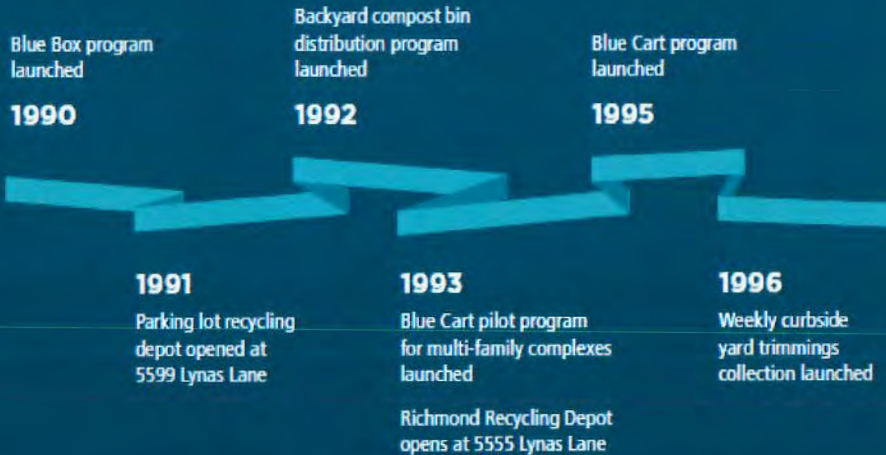 Blue Box program
launched
1990
1991
Parking lot recycling
depot opened at
5599 Lynas Lane
Backyard compost bin
distribution program
launched
1992
1993
Blue Cart pilot program
for multi-family complexes
launched
Richmond Recycling Depot
opens at 5555 Lynas Lane
Blue Cart program
launched
1995
1996
Weekly curbside
yard trimmings
collection launched